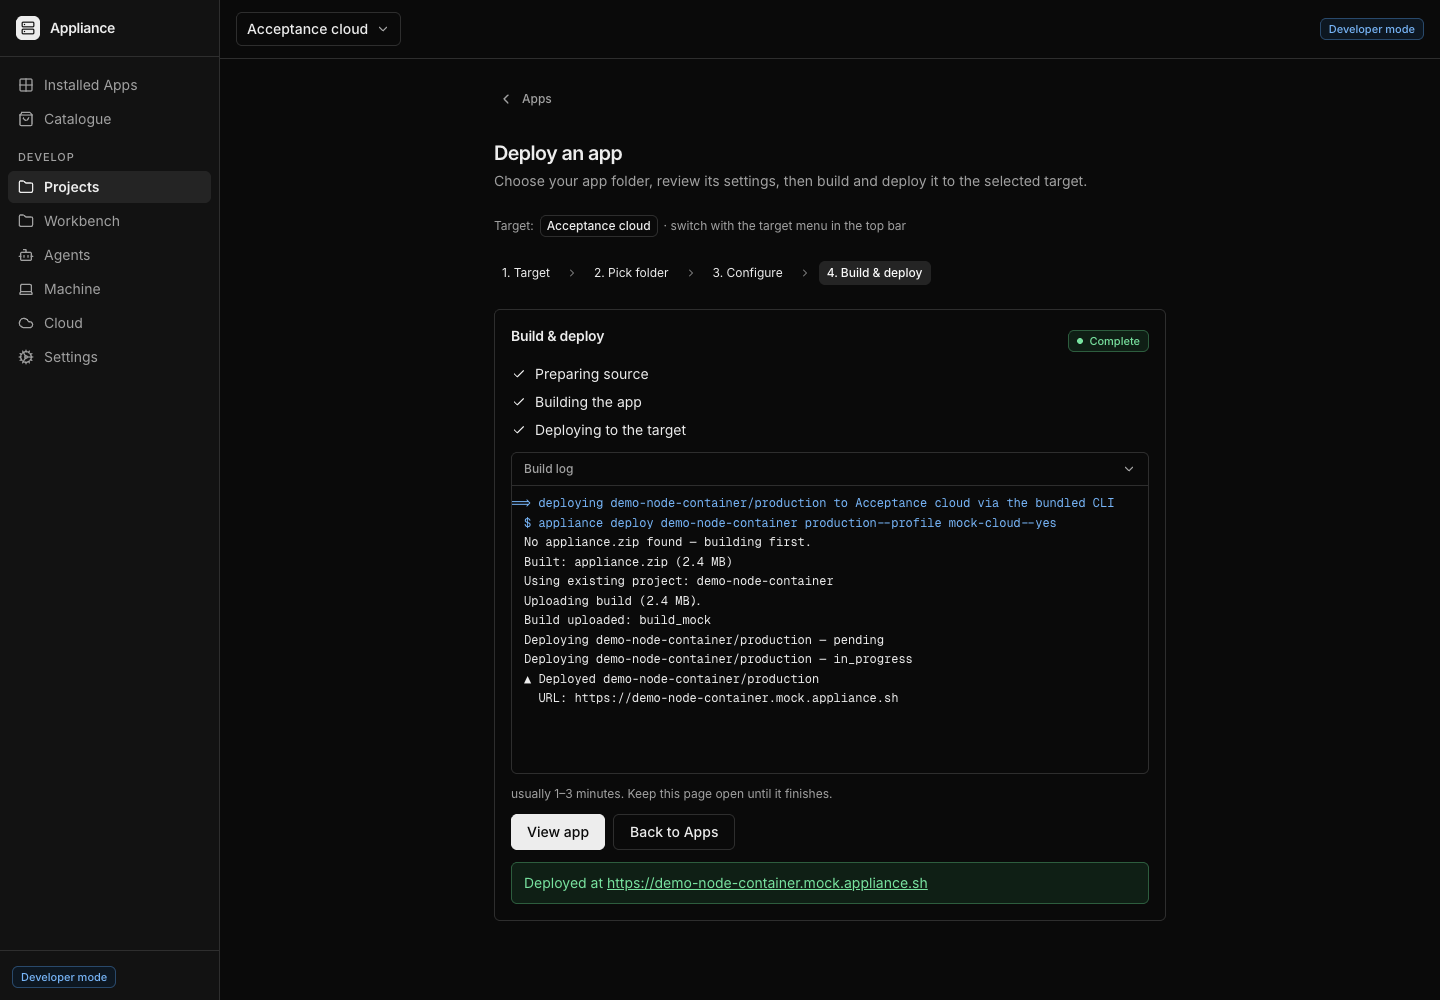 Appliance
Acceptance cloud
Developer mode
Installed Apps
Catalogue
DEVELOP
Projects
Workbench
Agents
Machine
Cloud
Settings
Developer mode
Apps
Deploy an app
Choose your app folder, review its settings, then build and deploy it to the selected target.
Target: Acceptance cloud · switch with the target menu in the top bar
1. Target > 2. Pick folder > 3. Configure > 4. Build & deploy
Build & deploy
Complete
Preparing source
Building the app
Deploying to the target
Build log
==> deploying demo-node-container/production to Acceptance cloud via the bundled CLI
$ appliance deploy demo-node-container production--profile mock-cloud--yes
No appliance.zip found — building first.
Built: appliance.zip (2.4 MB)
Using existing project: demo-node-container
Uploading build (2.4 MB).
Build uploaded: build_mock
Deploying demo-node-container/production — pending
Deploying demo-node-container/production — in_progress
▲ Deployed demo-node-container/production
URL: https://demo-node-container.mock.appliance.sh
usually 1–3 minutes. Keep this page open until it finishes.
View app
Back to Apps
Deployed at https://demo-node-container.mock.appliance.sh